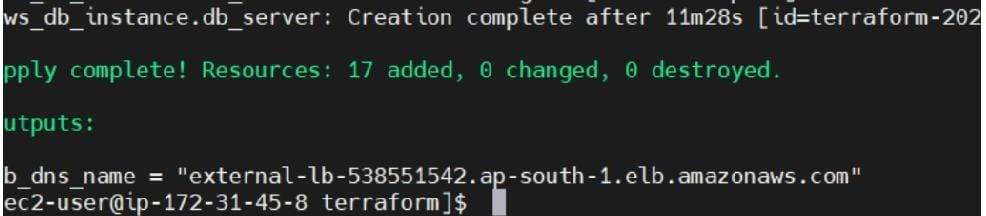 ws_db_instance.db_server: Creation complete after 11m28s [id=terraform-202
pply complete! Resources: 17 added, 0 changed, 0 destroyed.
utputs:
b_dns_name = "external-lb-538551542.ap-south-1.elb.amazonaws.com"
ec2-user@ip-172-31-45-8 terraform]$